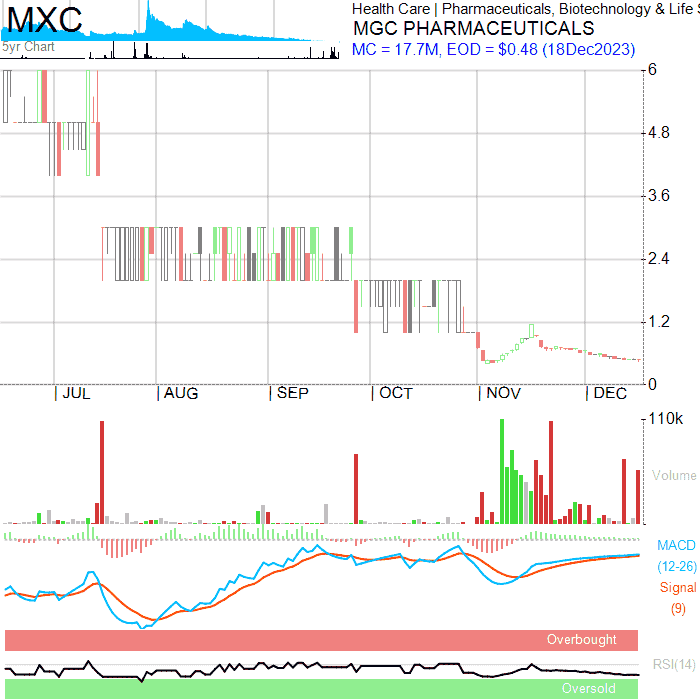 MXC
5yr Chart
Health Care | Pharmaceuticals, Biotechnology & Life S
MGC PHARMACEUTICALS
MC = 17.7M, EOD = $0.48 (18Dec2023)
6
4.8
3.6
2.4
1.2
0
| JUL | AUG | SEP | OCT | NOV | DEC
110k
Volume
MACD
(12-26)
Signal
(9)
Overbought
RSI(14)
Oversold